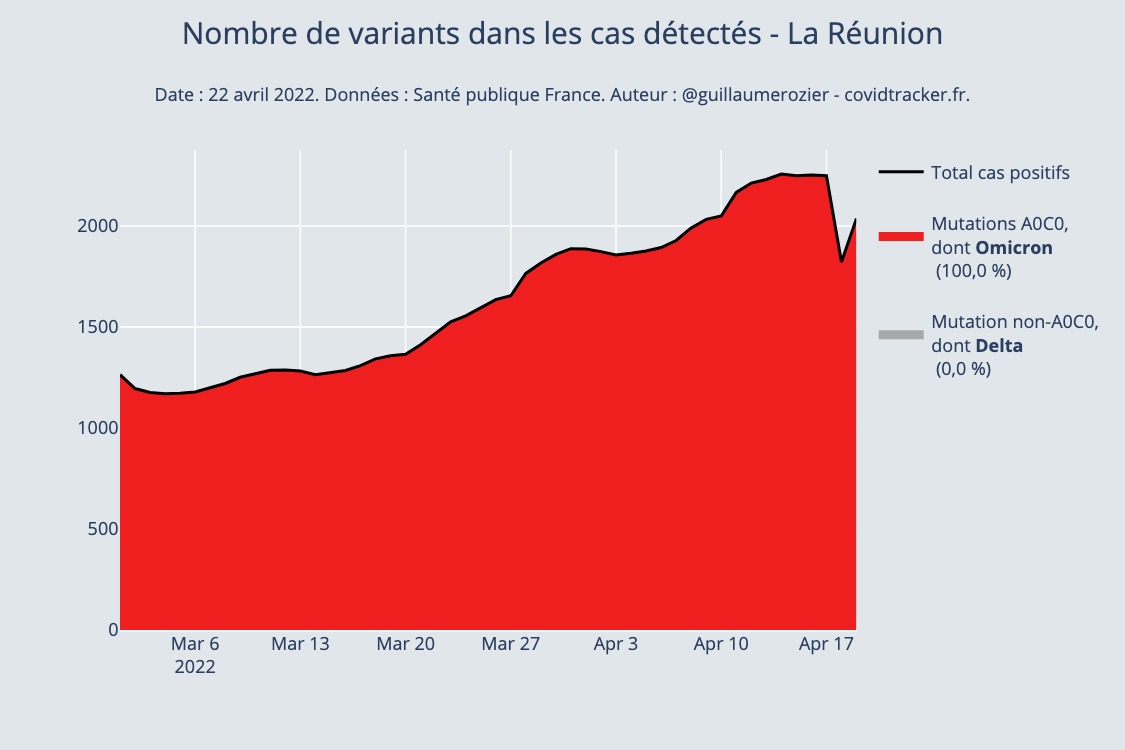 Nombre de variants dans les cas détectés - La Réunion
Date : 22 avril 2022. Données : Santé publique France. Auteur : @guillaumerozier - covidtracker.fr.
Total cas positifs
Mutations A0C0,
dont Omicron
(100,0 %)
Mutation non-A0C0,
dont Delta
(0,0 %)
2000
1500
1000
500
0
Mar 6 Mar 13 Mar 20 Mar 27 Apr 3 Apr 10 Apr 17
2022